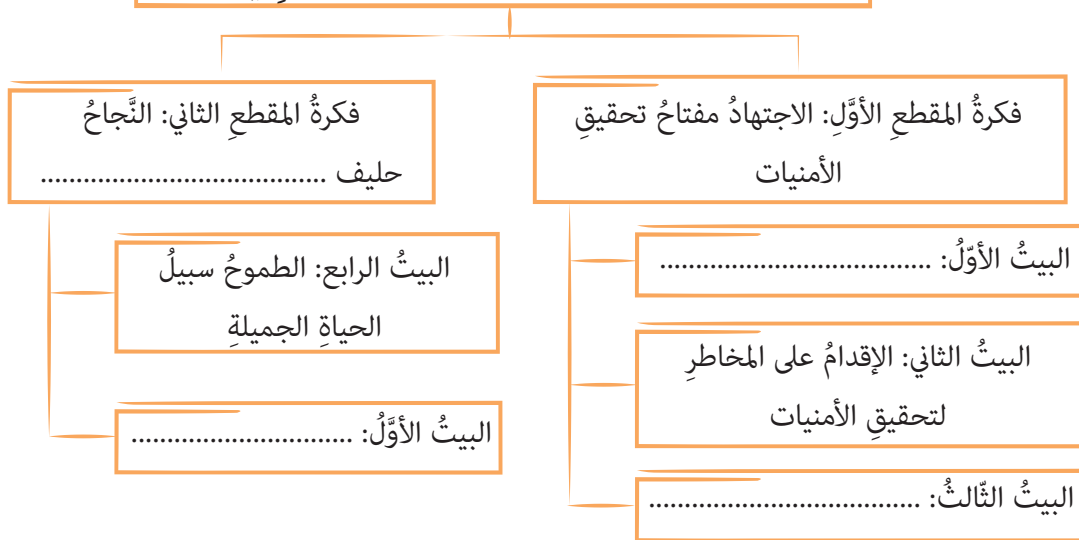 فكرةُ المقطعِ الأوَّلِ: الاجتهادُ مفتاحُ تحقيقِ
الأمنيات
البيتُ الأوّلُ: ......................................
البيتُ الثاني: الإقدامُ على المخاطرِ
لتحقيقِ الأمنيات
البيتُ الثّالثُ: ......................................
فكرةُ المقطعِ الثاني: النَّجاحُ
حليف ........................................
البيتُ الرابع: الطموحُ سبيلُ
الحياةِ الجميلةِ
البيتُ الأوَّلُ: ...............................